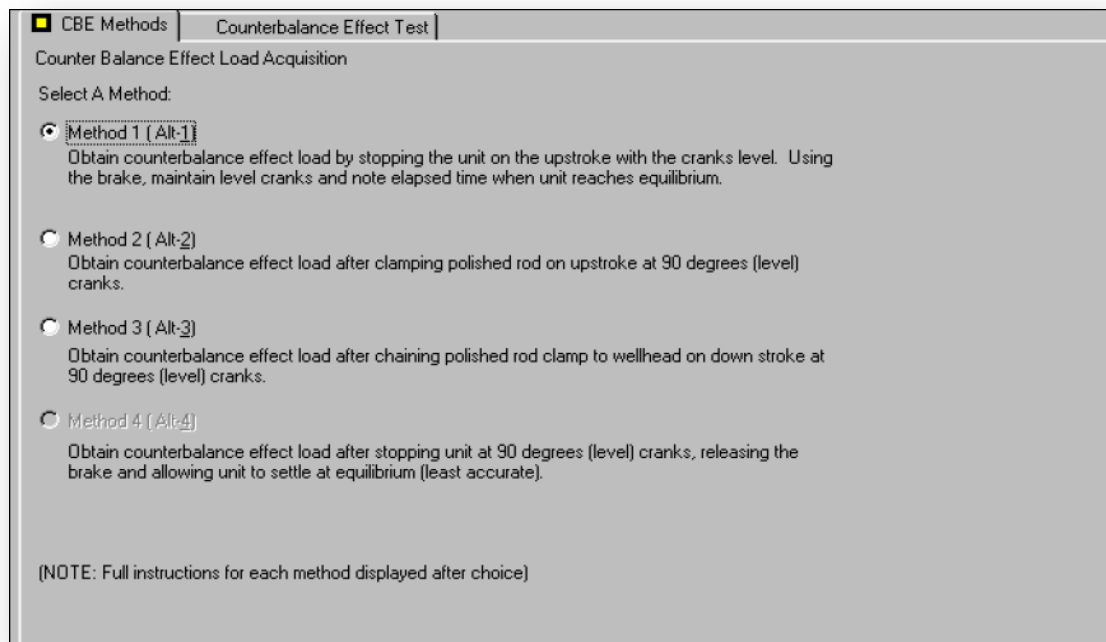 CBE Methods
Counterbalance Effect Test
Counter Balance Effect Load Acquisition
Select A Method:
Method 1 ( Alt-1)
Obtain counterbalance effect load by stopping the unit on the upstroke with the cranks level.  Using
the brake, maintain level cranks and note elapsed time when unit reaches equilibrium.
Method 2 ( Alt-2)
Obtain counterbalance effect load after clamping polished rod on upstroke at 90 degrees (level)
cranks.
Method 3 ( Alt-3)
Obtain counterbalance effect load after chaining polished rod clamp to wellhead on down stroke at
90 degrees (level) cranks.
Method 4 ( Alt-4)
Obtain counterbalance effect load after stopping unit at 90 degrees (level) cranks, releasing the
brake and allowing unit to settle at equilibrium (least accurate).
(NOTE: Full instructions for each method displayed after choice)